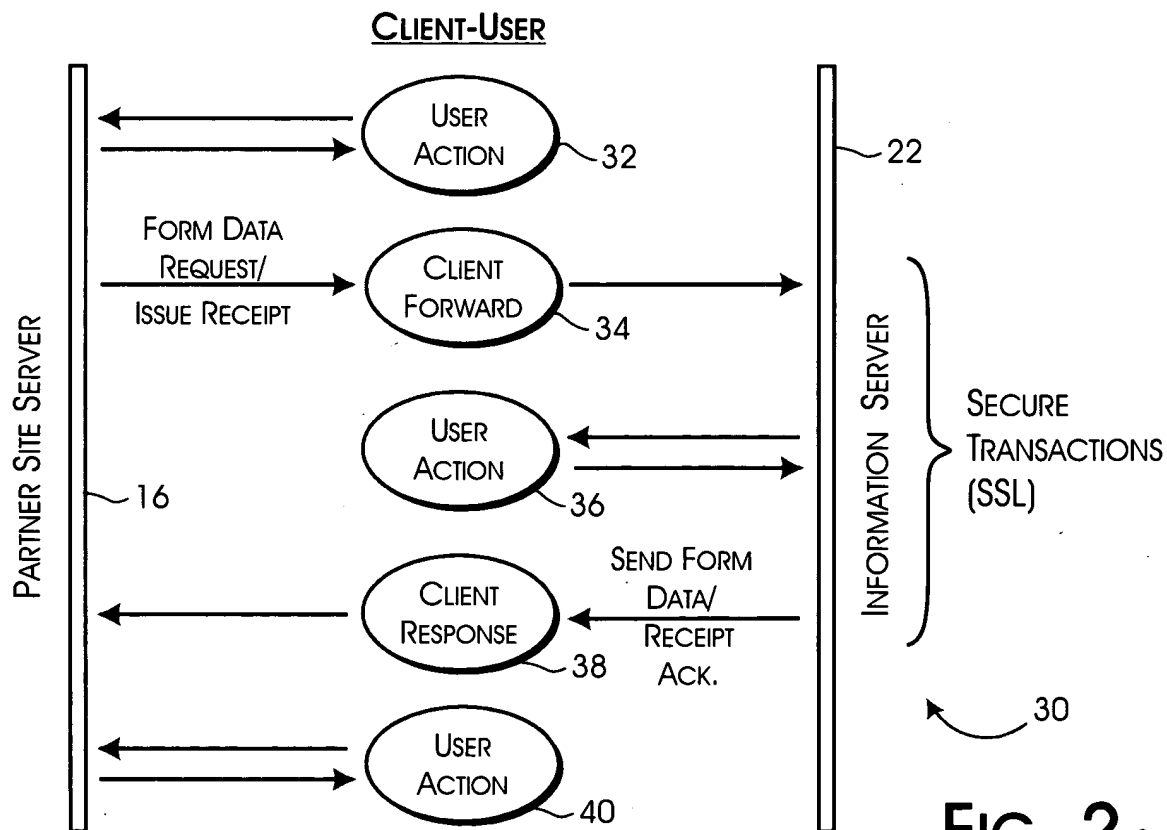 CLIENT-USER
USER
ACTION
32
22
FORM DATA
REQUEST/
ISSUE RECEIPT
CLIENT
FORWARD
34
PARTNER SITE SERVER
16
USER
ACTION
36
INFORMATION SERVER
SECURE
TRANSACTIONS
(SSL)
SEND FORM
DATA/
RECEIPT
ACK.
CLIENT
RESPONSE
38
30
USER
ACTION
40
FIG. 2